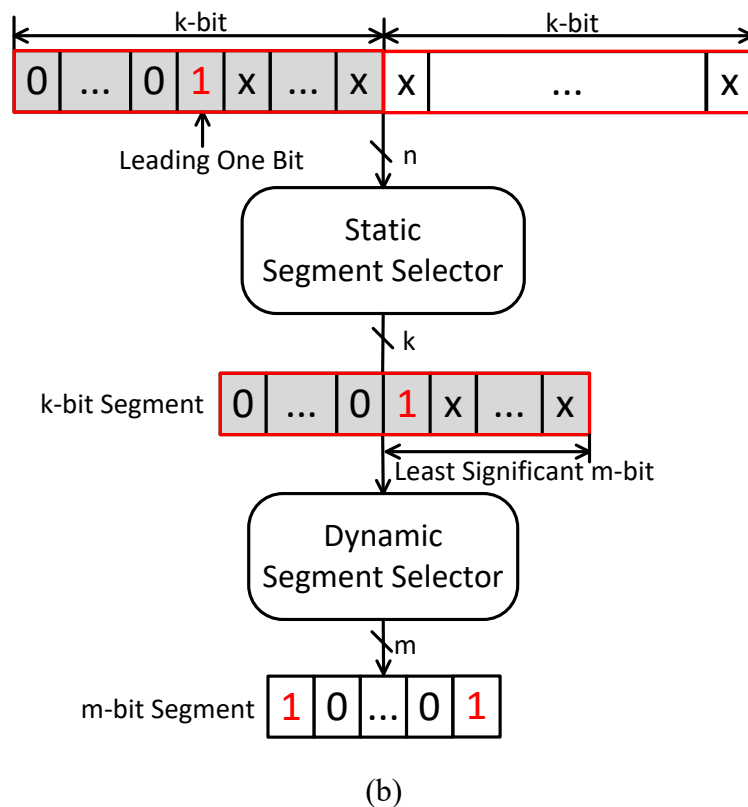 k-bit k-bit
0 ... 0 1 x ... x x ... x
Leading One Bit
n
Static
Segment Selector
k
k-bit Segment 0 ... 0 1 x ... x
Least Significant m-bit
Dynamic
Segment Selector
m
m-bit Segment 1 0 ... 0 1
(b)